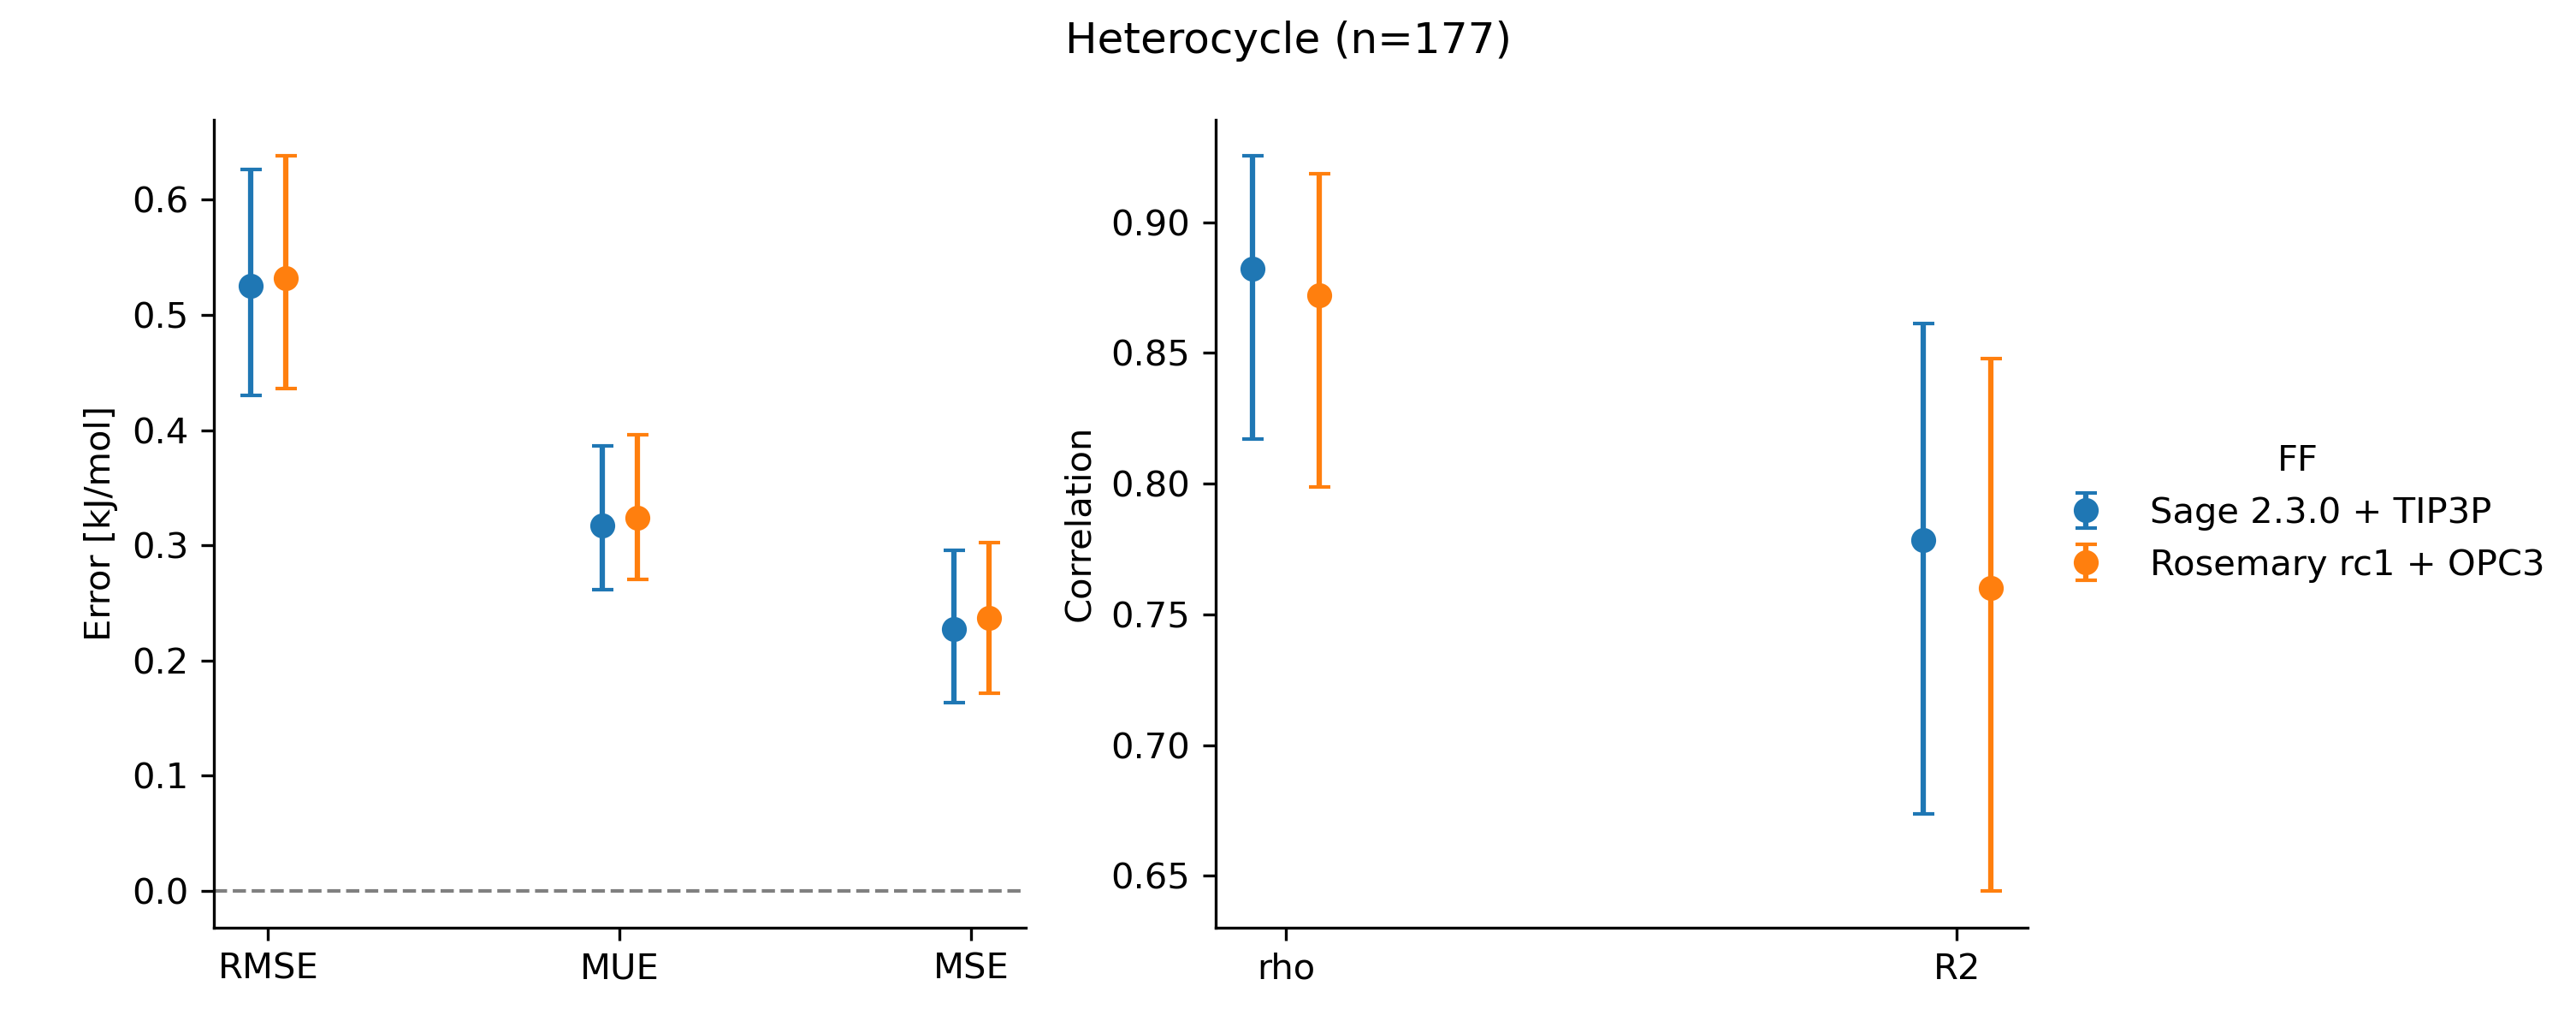 Heterocycle (n=177)
Error [kJ/mol]
0.6
0.5
0.4
0.3
0.2
0.1
0.0
RMSE
MUE
MSE
Correlation
0.90
0.85
0.80
0.75
0.70
0.65
rho
R2
FF
Sage 2.3.0 + TIP3P
Rosemary rc1 + OPC3